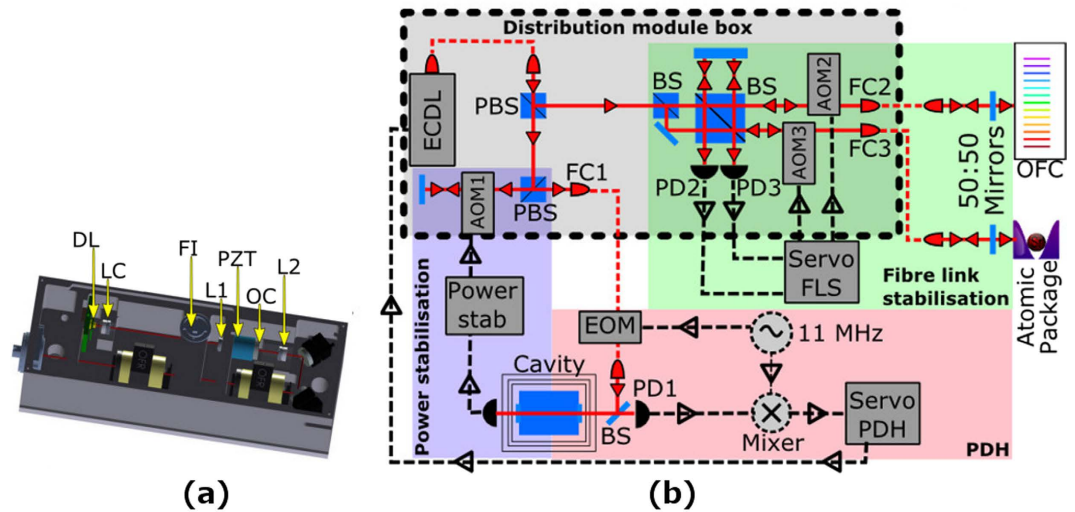 DL
LC
FI
L1
PZT
OC
L2
OFR
OFR
(a)
Distribution module box
ECDL
PBS
BS
BS
AOM2
FC2
AOM3
FC3
OFC
50:50
Mirrors
AOM1
PBS
FC1
PD2
PD3
Servo
FLS
Fibre link
stabilisation
Atomic
Package
Power
stab
Power stabilisation
EOM
11 MHz
Cavity
PD1
BS
Mixer
Servo
PDH
PDH
(b)